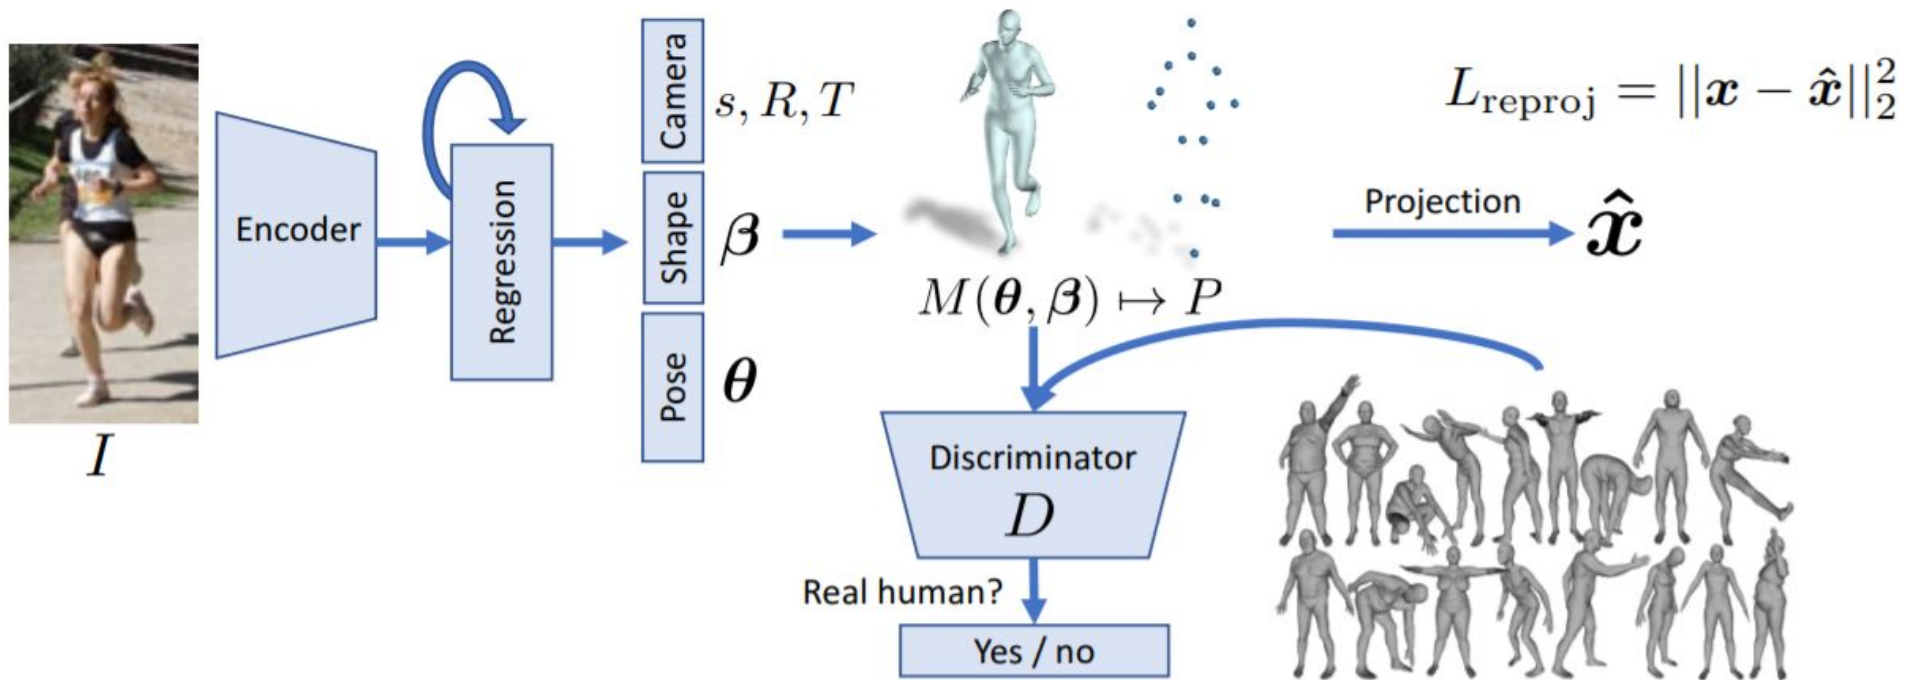 I
Encoder
Regression
Camera
s, R, T
Shape
β
Pose
θ
M(θ, β) ↦ P
L_reproj = ||x − x̂||₂²
Projection
x̂
Discriminator
D
Real human?
Yes / no